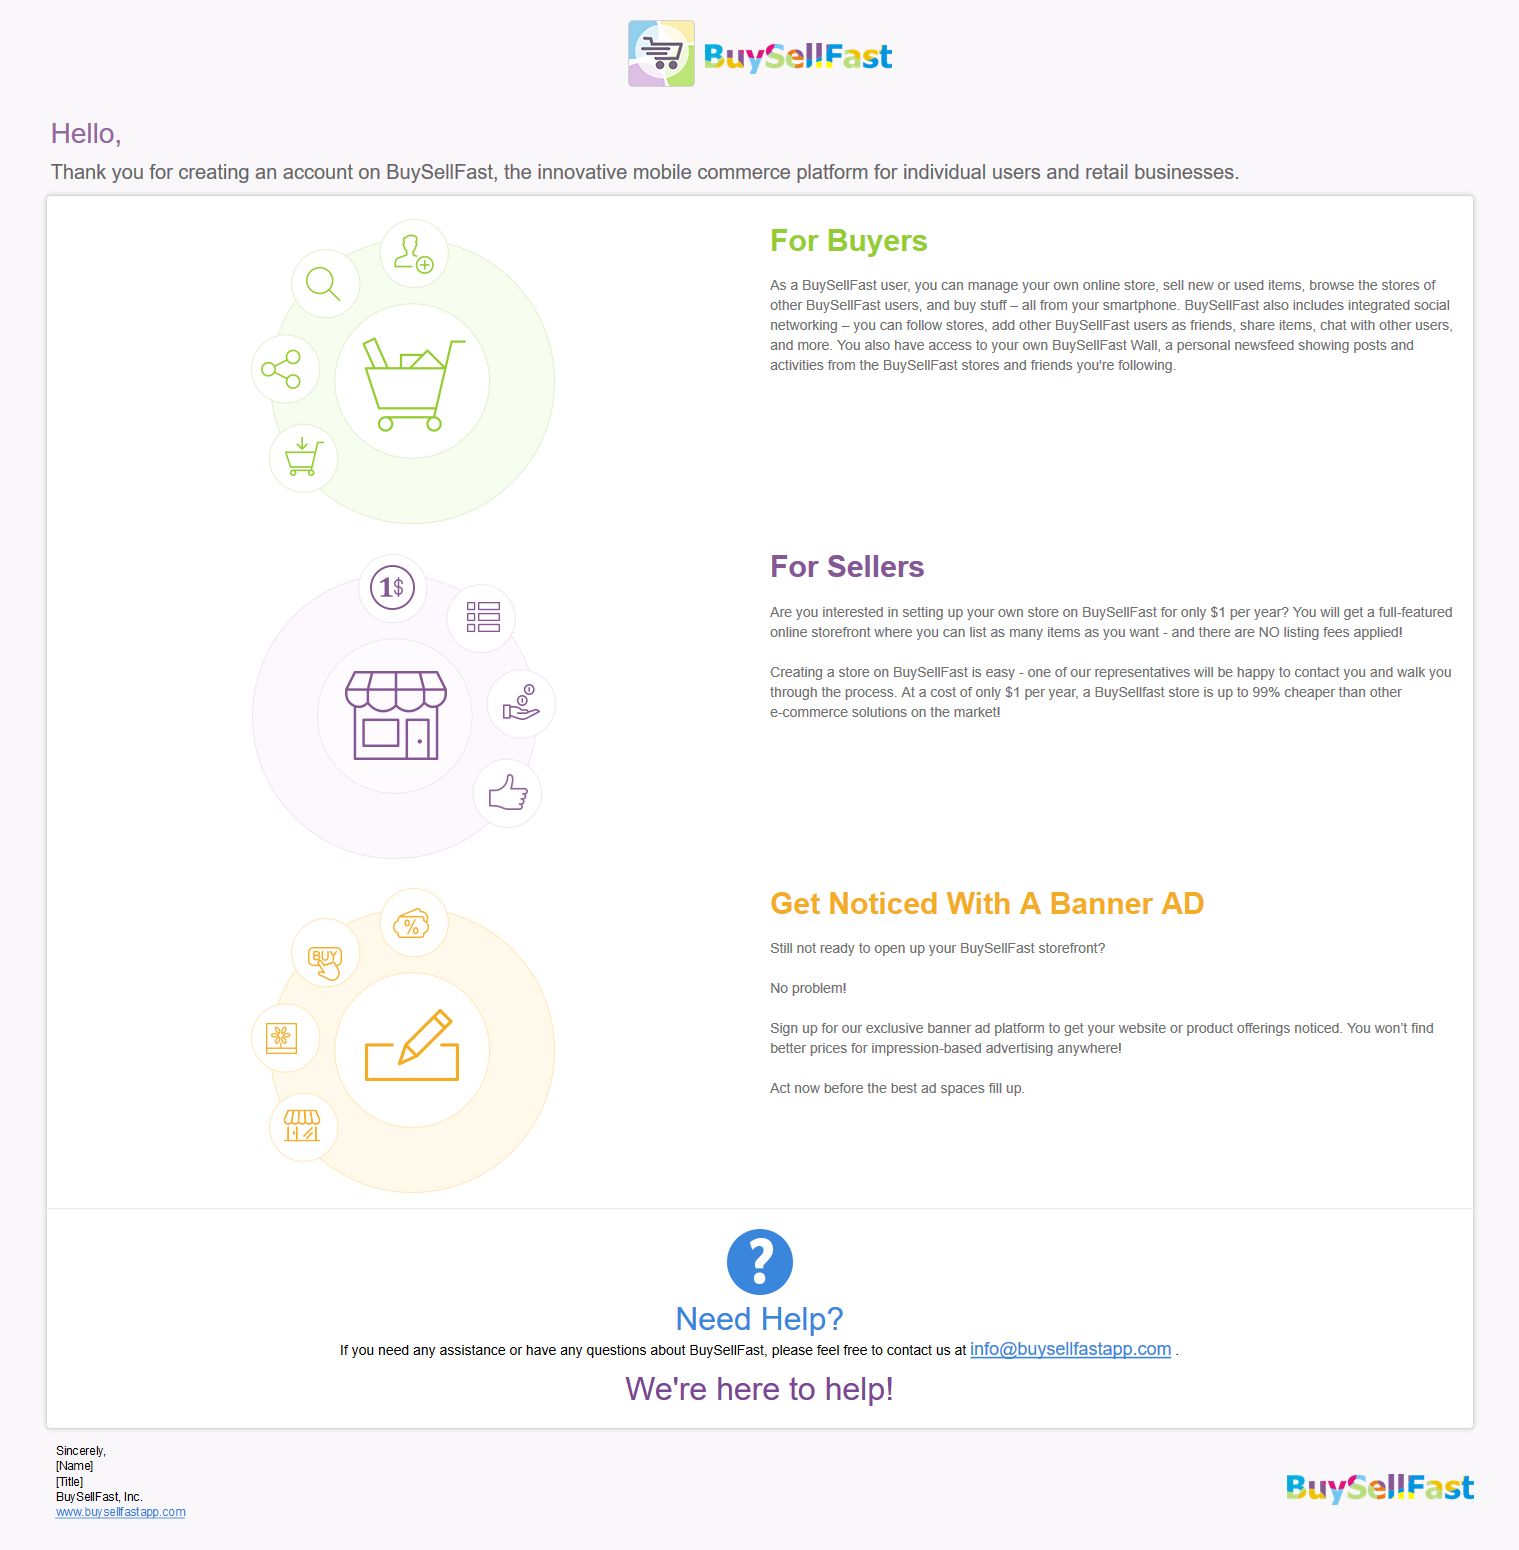 BuySellFast
Hello,
Thank you for creating an account on BuySellFast, the innovative mobile commerce platform for individual users and retail businesses.
For Buyers
As a BuySellFast user, you can manage your own online store, sell new or used items, browse the stores of
other BuySellFast users, and buy stuff – all from your smartphone. BuySellFast also includes integrated social
networking – you can follow stores, add other BuySellFast users as friends, share items, chat with other users,
and more. You also have access to your own BuySellFast Wall, a personal newsfeed showing posts and
activities from the BuySellFast stores and friends you're following.
1$
For Sellers
Are you interested in setting up your own store on BuySellFast for only $1 per year? You will get a full-featured
online storefront where you can list as many items as you want - and there are NO listing fees applied!
Creating a store on BuySellFast is easy - one of our representatives will be happy to contact you and walk you
through the process. At a cost of only $1 per year, a BuySellfast store is up to 99% cheaper than other
e-commerce solutions on the market!
%
BUY
Get Noticed With A Banner AD
Still not ready to open up your BuySellFast storefront?
No problem!
Sign up for our exclusive banner ad platform to get your website or product offerings noticed. You won’t find
better prices for impression-based advertising anywhere!
Act now before the best ad spaces fill up.
?
Need Help?
If you need any assistance or have any questions about BuySellFast, please feel free to contact us at info@buysellfastapp.com .
We're here to help!
Sincerely,
[Name]
[Title]
BuySellFast, Inc.
www.buysellfastapp.com
BuySellFast